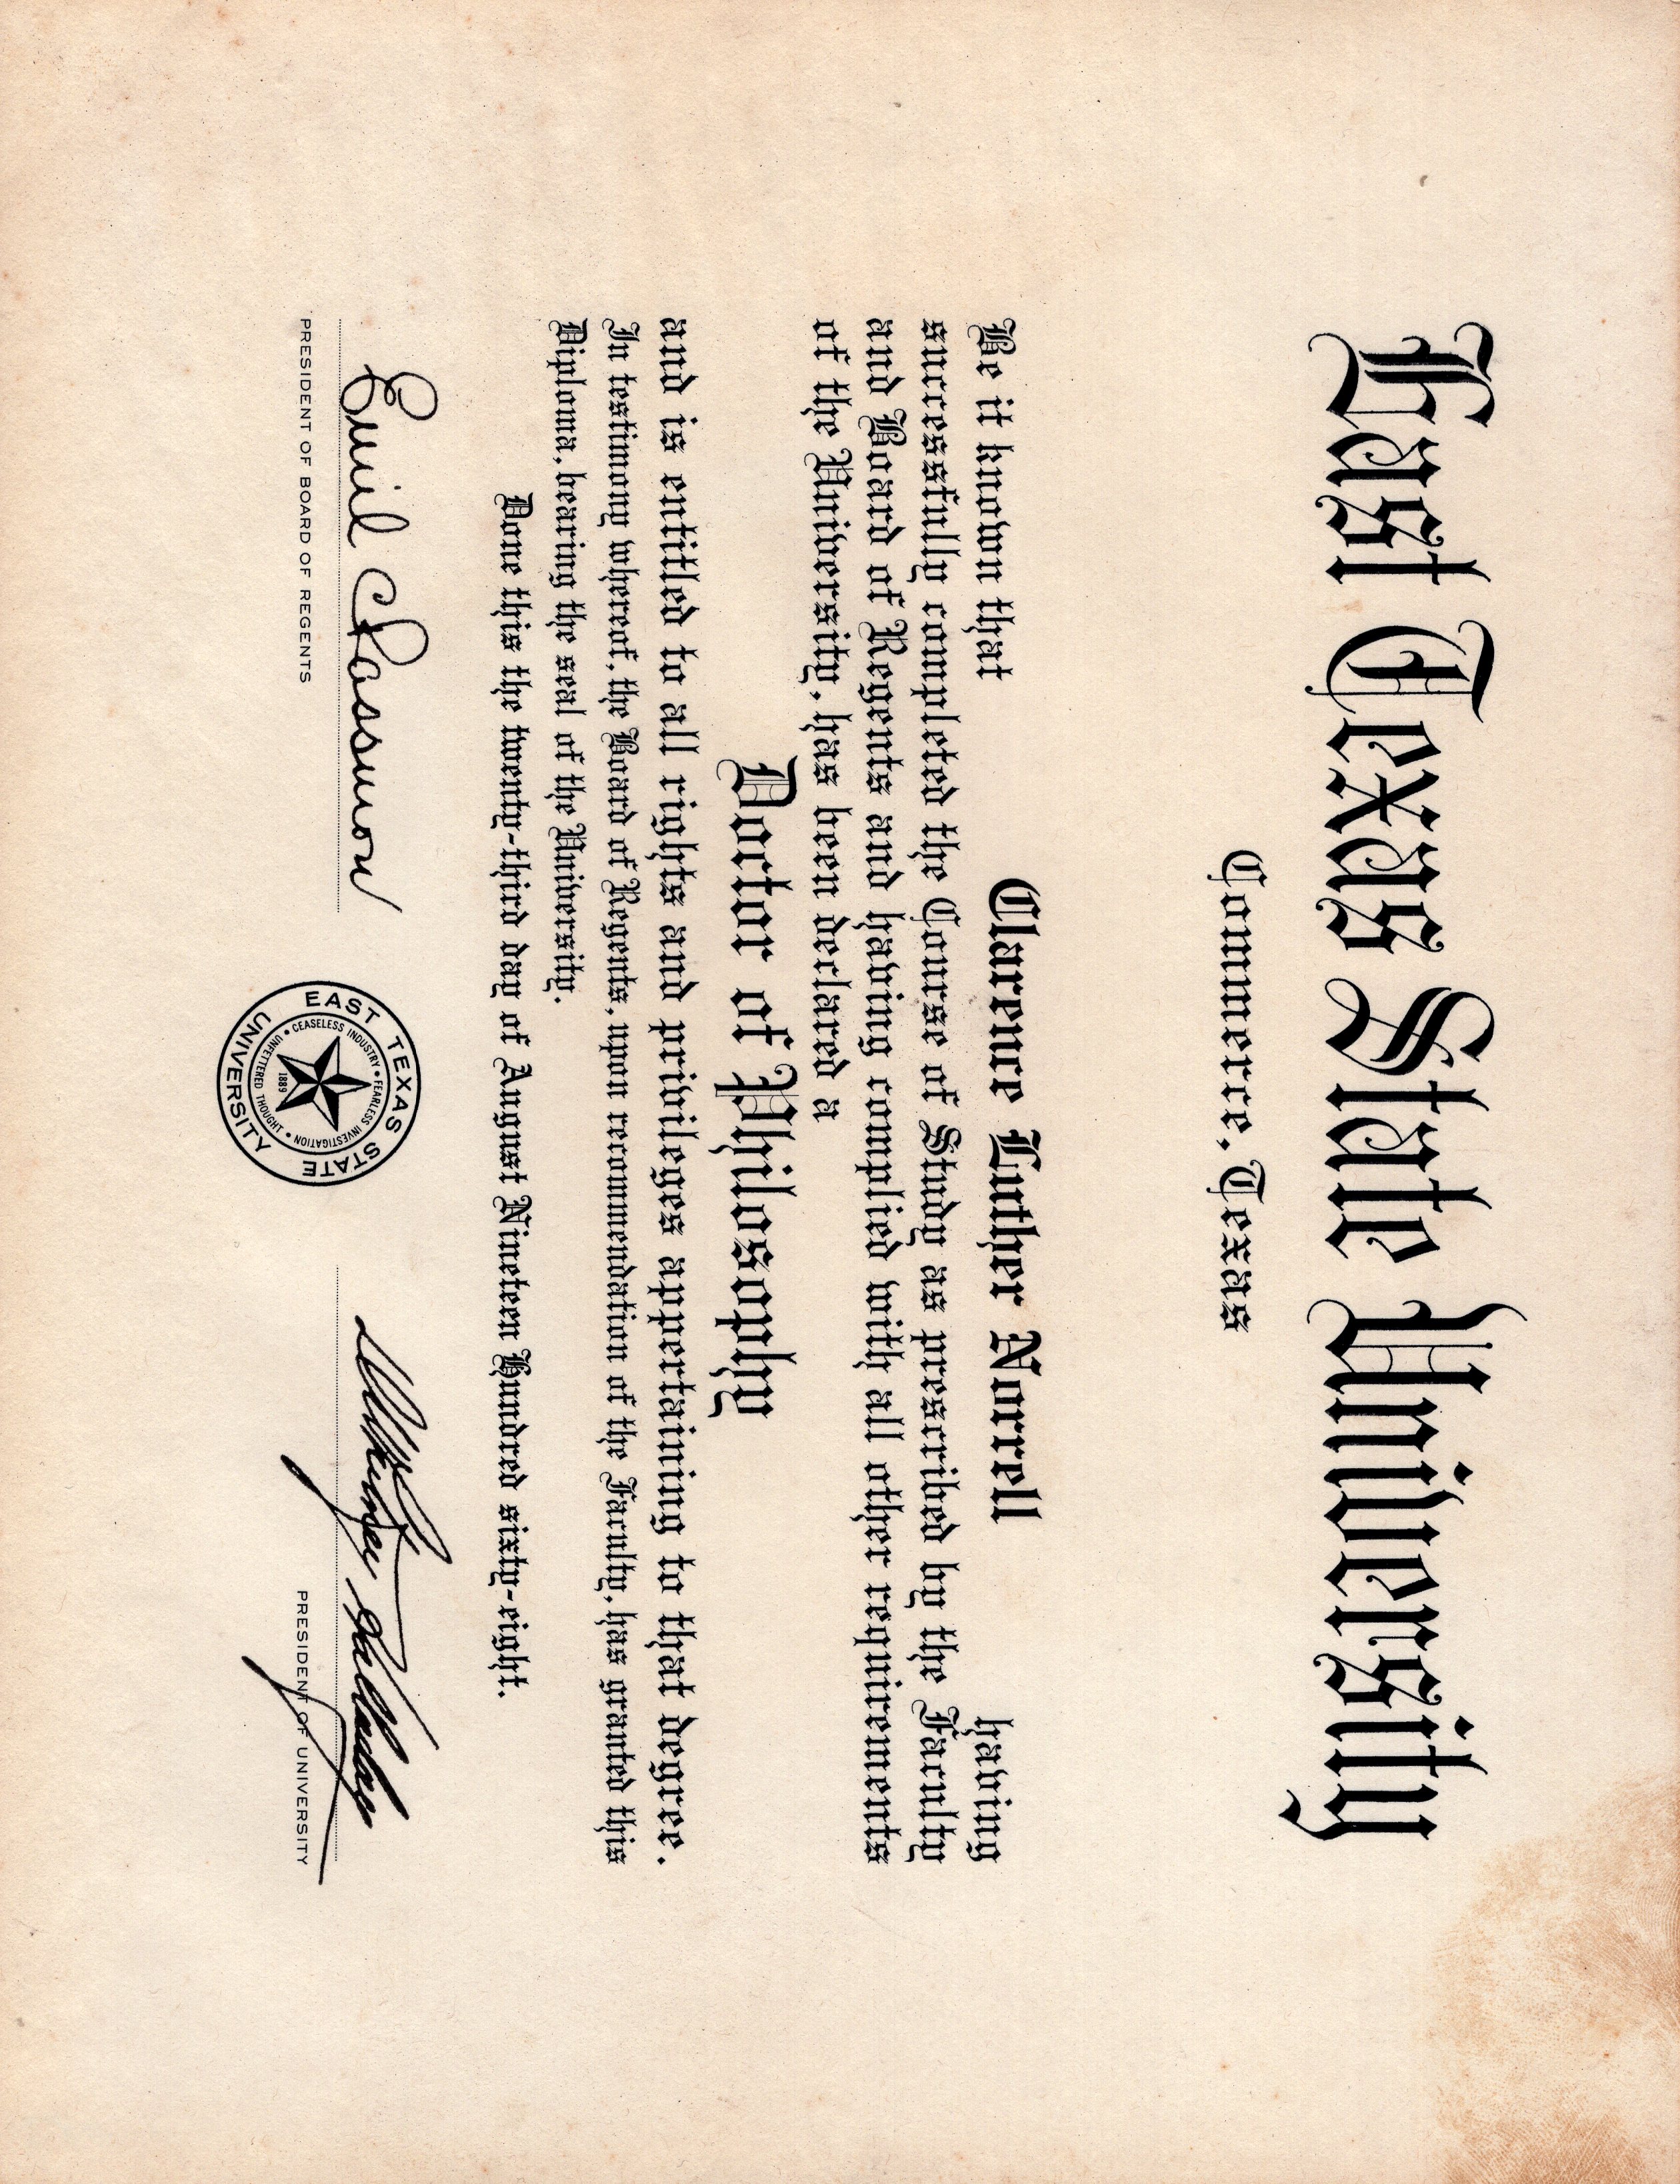 East Texas State University
Commerce, Texas
Be it known that Clarence Luther Norrell having
successfully completed the Course of Study as prescribed by the Faculty
and Board of Regents and having complied with all other requirements
of the University, has been declared a
Doctor of Philosophy
and is entitled to all rights and privileges appertaining to that degree.
In testimony whereof, the Board of Regents, upon recommendation of the Faculty, has granted this
Diploma, bearing the seal of the University.
Done this the twenty-third day of August Nineteen Hundred sixty-eight.
PRESIDENT OF BOARD OF REGENTS
EAST TEXAS STATE UNIVERSITY
CEASELESS INDUSTRY • FEARLESS INVESTIGATION • UNFETTERED THOUGHT •
1889
PRESIDENT OF UNIVERSITY